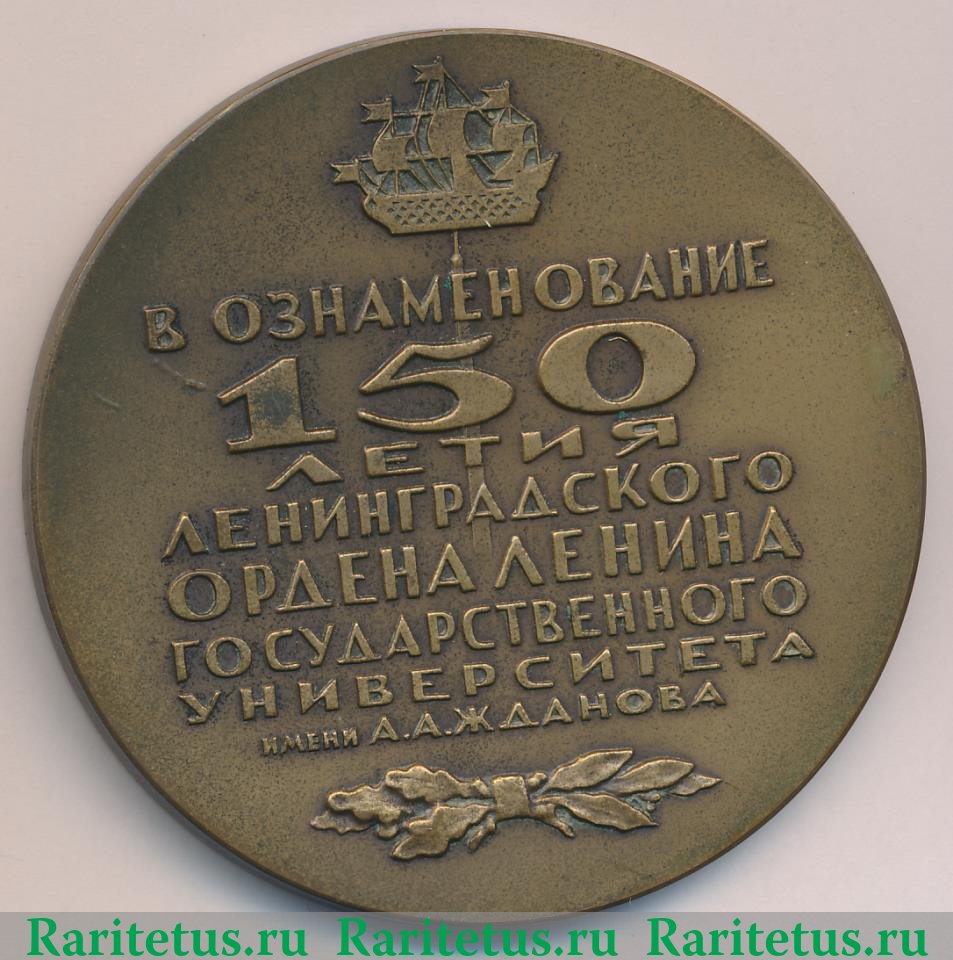 В ОЗНАМЕНОВАНИЕ
150
ЛЕТИЯ
ЛЕНИНГРАДСКОГО
ОРДЕНА ЛЕНИНА
ГОСУДАРСТВЕННОГО
УНИВЕРСИТЕТА
ИМЕНИ А.А.ЖДАНОВА
Raritetus.ru Raritetus.ru Raritetus.ru